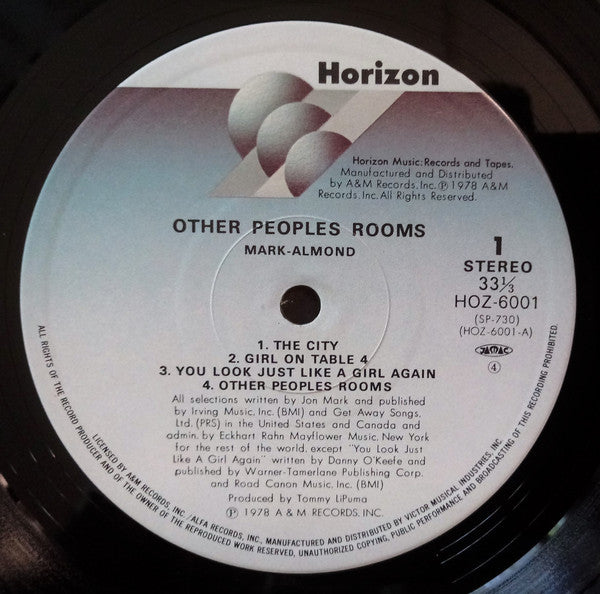 Horizon
Horizon Music: Records and Tapes.
Manufactured and Distributed
by A&M Records, Inc. Ⓟ 1978 A&M
Records, Inc. All Rights Reserved.
OTHER PEOPLES ROOMS
MARK-ALMOND
1
STEREO
33⅓
HOZ-6001
(SP-730)
(HOZ-6001-A)
JASRAC
④
1. THE CITY
2. GIRL ON TABLE 4
3. YOU LOOK JUST LIKE A GIRL AGAIN
4. OTHER PEOPLES ROOMS
All selections written by Jon Mark and published
by Irving Music, Inc. (BMI) and Get Away Songs,
Ltd. (PRS) in the United States and Canada and
admin. by Eckhart Rahn Mayflower Music, New York
for the rest of the world, except "You Look Just
Like A Girl Again" written by Danny O'Keefe and
published by Warner-Tamerlane Publishing Corp.
and Road Canon Music, Inc. (BMI)
Produced by Tommy LiPuma
Ⓟ 1978 A & M RECORDS, INC.
ALL RIGHTS OF THE RECORD PRODUCER AND OF THE OWNER OF THE REPRODUCED WORK RESERVED, UNAUTHORIZED COPYING, PUBLIC PERFORMANCE AND BROADCASTING OF THIS RECORDING PROHIBITED.
LICENSED BY A&M RECORDS, INC./ALFA RECORDS, INC., MANUFACTURED AND DISTRIBUTED BY VICTOR MUSICAL INDUSTRIES, INC.